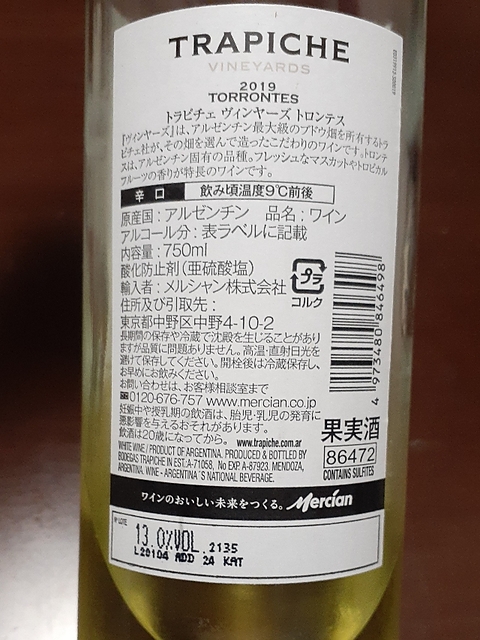 TRAPICHE
VINEYARDS
2019
TORRONTES
トラピチェ ヴィンヤーズ トロンテス
『ヴィンヤーズ』は、アルゼンチン最大級のブドウ畑を所有するトラ
ピチェ社が、その畑を選んで造ったこだわりのワインです。トロンテ
スは、アルゼンチン固有の品種。フレッシュなマスカットやトロピカル
フルーツの香りが特長のワインです。
辛口 飲み頃温度9℃前後
原産国：アルゼンチン 品名：ワイン
アルコール分：表ラベルに記載
内容量：750ml
酸化防止剤（亜硫酸塩）
輸入者：メルシャン株式会社
プラ
コルク
住所及び引取先：
東京都中野区中野4-10-2
長期間の保存や冷蔵で沈殿を生じることがあり
ますが品質に問題ありません。高温・直射日光を
避けて保存してください。開栓後は冷蔵保存し、
お早めにお飲みください。
お問い合わせは、お客様相談室まで
0120-676-757 www.mercian.co.jp
妊娠中や授乳期の飲酒は、胎児・乳児の発育に
悪影響を与えるおそれがあります。
飲酒は20歳になってから。 www.trapiche.com.ar
4 973480 846498
果実酒
86472
CONTAINS SULFITES
WHITE WINE / PRODUCT OF ARGENTINA. PRODUCED & BOTTLED BY
BODEGAS TRAPICHE IN EST.:A-71058, No EXP. A-87923. MENDOZA,
ARGENTINA. WINE - ARGENTINA´S NATIONAL BEVERAGE.
ワインのおいしい未来をつくる。 Mercian
Nº LOTE
13.0%VOL 2135
L20104 ADD 24 KAT